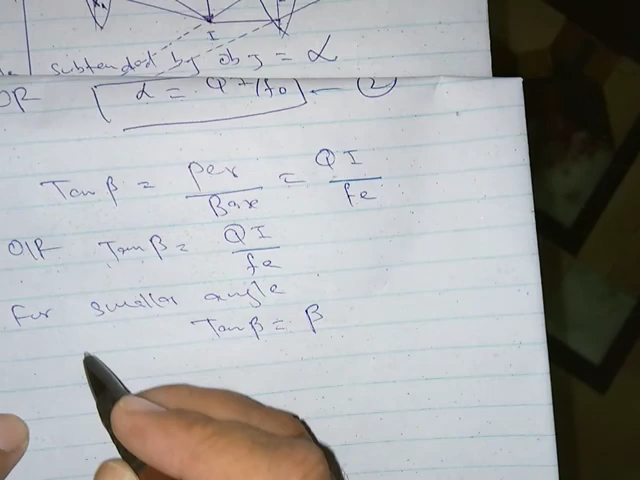 I
subtended by obj = α
OR α = QI/fo ← 2
Tan β = Per/Base = QI/fe
OR Tan β = QI/fe
For smaller angle
Tan β = β